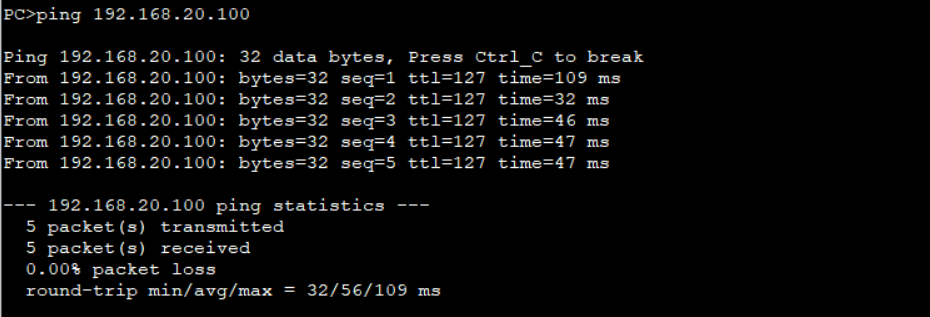 PC>ping 192.168.20.100
Ping 192.168.20.100: 32 data bytes, Press Ctrl_C to break
From 192.168.20.100: bytes=32 seq=1 ttl=127 time=109 ms
From 192.168.20.100: bytes=32 seq=2 ttl=127 time=32 ms
From 192.168.20.100: bytes=32 seq=3 ttl=127 time=46 ms
From 192.168.20.100: bytes=32 seq=4 ttl=127 time=47 ms
From 192.168.20.100: bytes=32 seq=5 ttl=127 time=47 ms
--- 192.168.20.100 ping statistics ---
5 packet(s) transmitted
5 packet(s) received
0.00% packet loss
round-trip min/avg/max = 32/56/109 ms